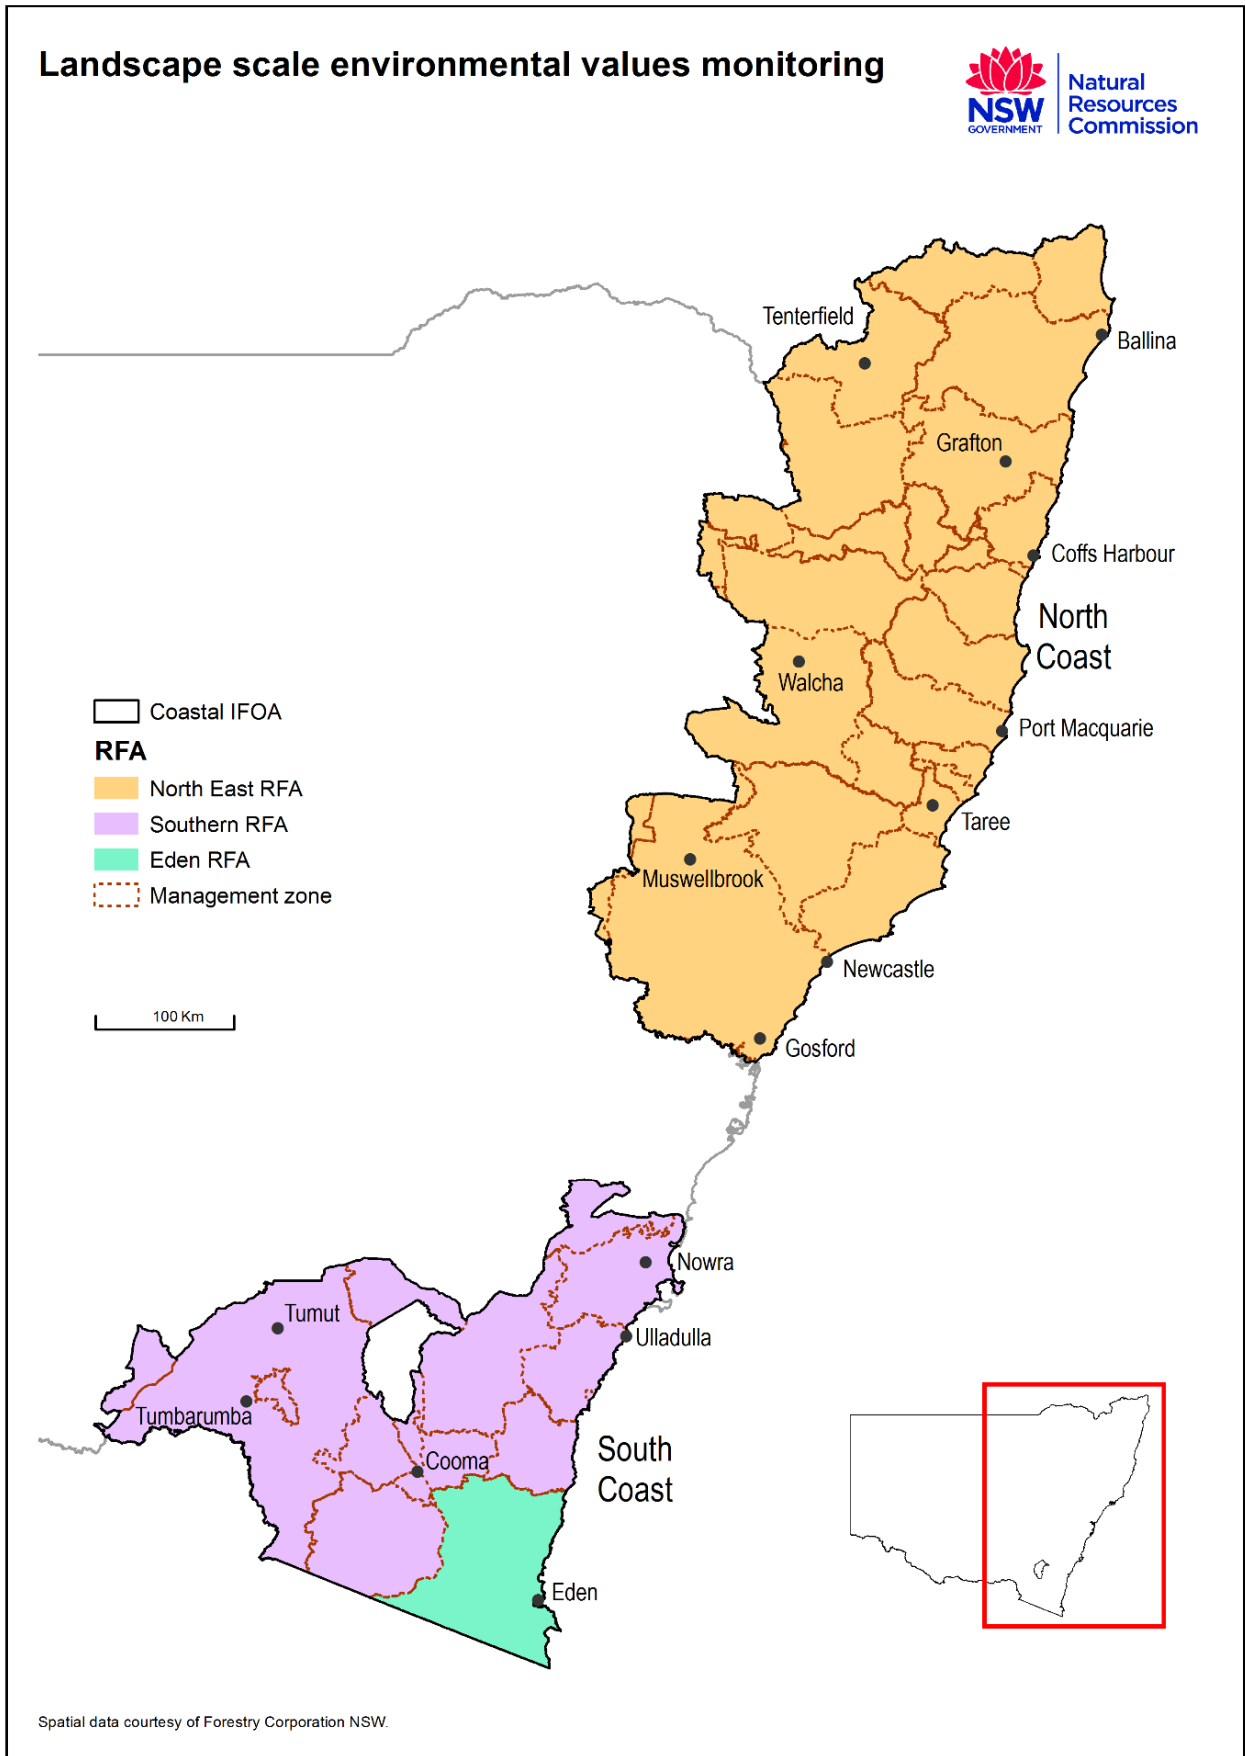 Landscape scale environmental values monitoring
NSW
GOVERNMENT
Natural
Resources
Commission
Tenterfield
Ballina
Grafton
Coffs Harbour
North
Coast
Walcha
Port Macquarie
Taree
Muswellbrook
Newcastle
Gosford
Coastal IFOA
RFA
North East RFA
Southern RFA
Eden RFA
Management zone
100 Km
Nowra
Tumut
Ulladulla
Tumbarumba
Cooma
South
Coast
Eden
Spatial data courtesy of Forestry Corporation NSW.